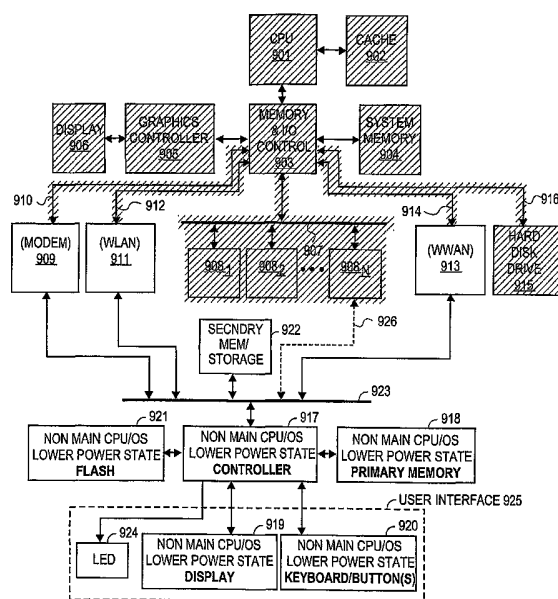 CPU
901
CACHE
902
DISPLAY
906
GRAPHICS
CONTROLLER
905
MEMORY
& I/O
CONTROL
903
SYSTEM
MEMORY
904
910
912
914
916
(MODEM)
909
(WLAN)
911
907
908_1
908_2
908_N
(WWAN)
913
HARD
DISK
DRIVE
915
926
SECNDRY
MEM/
STORAGE
922
923
921
NON MAIN CPU/OS
LOWER POWER STATE
FLASH
917
NON MAIN CPU/OS
LOWER POWER STATE
CONTROLLER
918
NON MAIN CPU/OS
LOWER POWER STATE
PRIMARY MEMORY
USER INTERFACE 925
LED
924
919
NON MAIN CPU/OS
LOWER POWER STATE
DISPLAY
920
NON MAIN CPU/OS
LOWER POWER STATE
KEYBOARD/BUTTON(S)